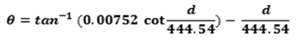 θ = tan⁻¹ (0.00752 cot d/444.54) − d/444.54